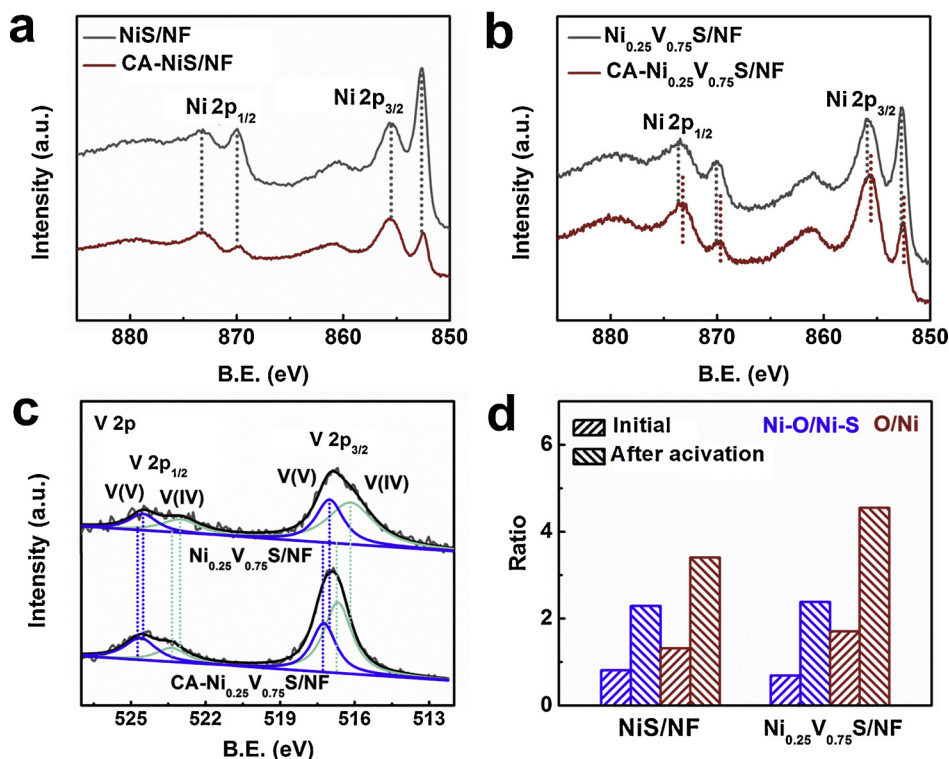 a
NiS/NF
CA-NiS/NF
Ni 2p1/2
Ni 2p3/2
Intensity (a.u.)
880 870 860 850
B.E. (eV)
b
Ni0.25V0.75S/NF
CA-Ni0.25V0.75S/NF
Ni 2p1/2
Ni 2p3/2
Intensity (a.u.)
880 870 860 850
B.E. (eV)
c
V 2p
V 2p1/2
V 2p3/2
V(V) V(IV)
V(V) V(IV)
Ni0.25V0.75S/NF
CA-Ni0.25V0.75S/NF
Intensity (a.u.)
525 522 519 516 513
B.E. (eV)
d
Initial
After acivation
Ni-O/Ni-S O/Ni
Ratio
6
4
2
0
NiS/NF Ni0.25V0.75S/NF